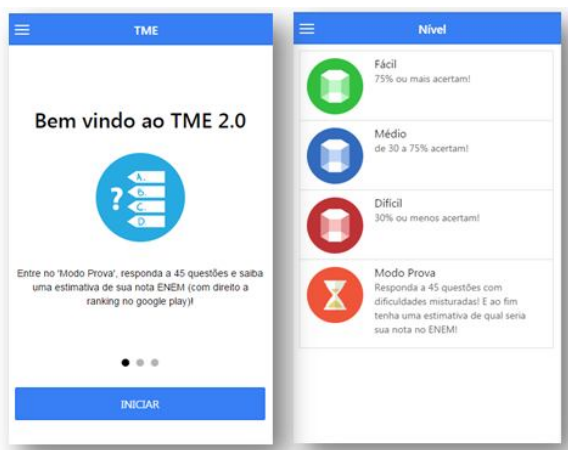 TME
Bem vindo ao TME 2.0
?
A.
B.
C.
D.
Entre no 'Modo Prova', responda a 45 questões e saiba
uma estimativa de sua nota ENEM (com direito a
ranking no google play)!
INICIAR
Nível
Fácil
75% ou mais acertam!
Médio
de 30 a 75% acertam!
Difícil
30% ou menos acertam!
Modo Prova
Responda a 45 questões com
dificuldades misturadas! E ao fim
tenha uma estimativa de qual seria
sua nota no ENEM!